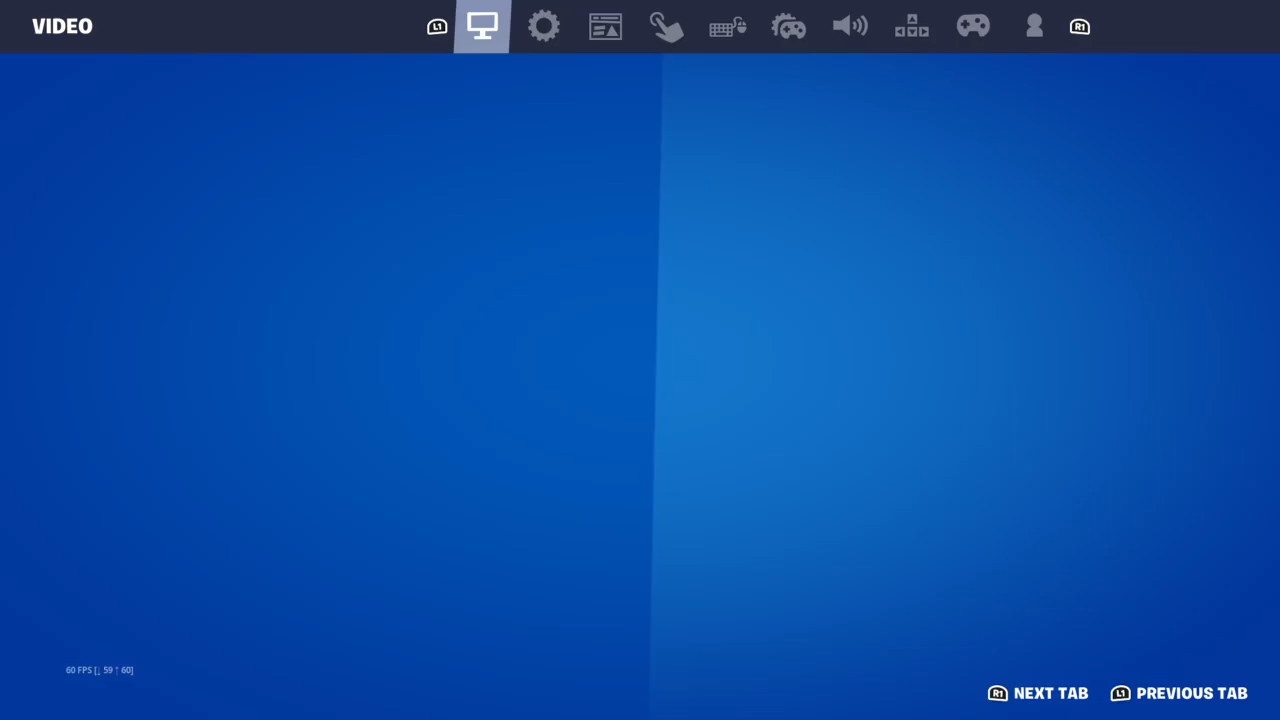 VIDEO
L1
R1
60 FPS [↓ 59 ↑ 60]
R1 NEXT TAB L1 PREVIOUS TAB